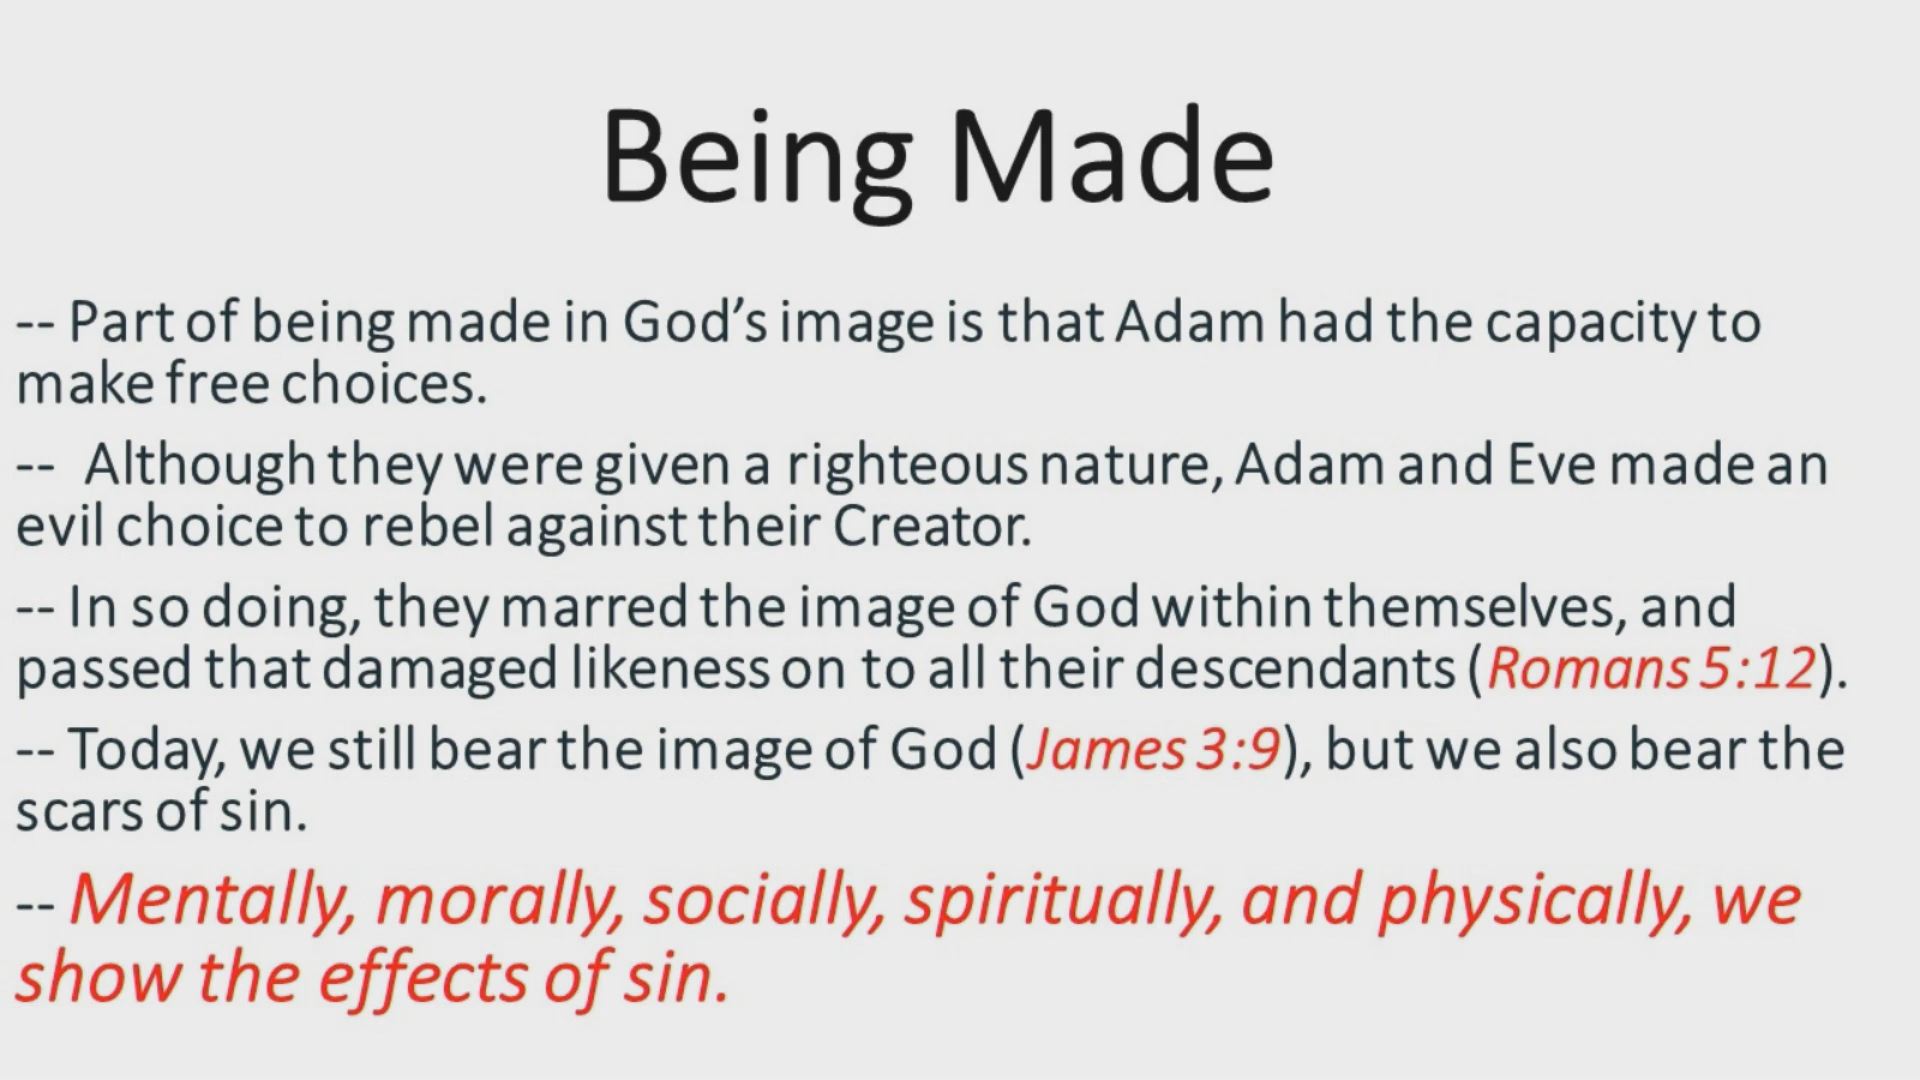 Being Made
-- Part of being made in God’s image is that Adam had the capacity to
make free choices.
--  Although they were given a righteous nature, Adam and Eve made an
evil choice to rebel against their Creator.
-- In so doing, they marred the image of God within themselves, and
passed that damaged likeness on to all their descendants (Romans 5:12).
-- Today, we still bear the image of God (James 3:9), but we also bear the
scars of sin.
-- Mentally, morally, socially, spiritually, and physically, we
show the effects of sin.